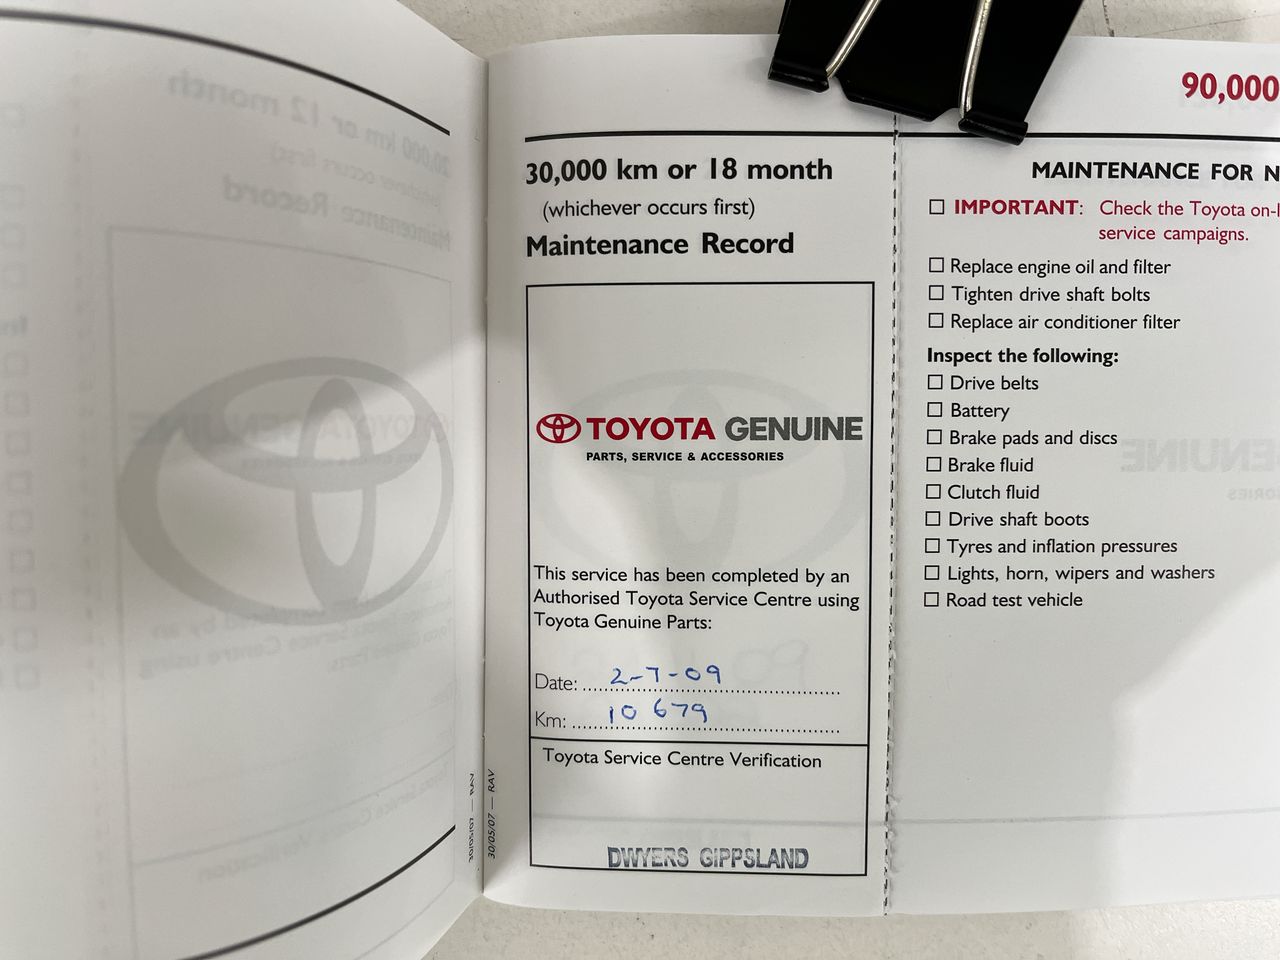 30,000 km or 18 month
(whichever occurs first)
Maintenance Record
TOYOTA GENUINE
PARTS, SERVICE & ACCESSORIES
This service has been completed by an
Authorised Toyota Service Centre using
Toyota Genuine Parts:
Date: 2-7-09
Km: 10 679
Toyota Service Centre Verification
DWYERS GIPPSLAND
30/05/07 — RAV
30/05/07 — RAV
90,000
MAINTENANCE FOR N
IMPORTANT: Check the Toyota on-l
service campaigns.
Replace engine oil and filter
Tighten drive shaft bolts
Replace air conditioner filter
Inspect the following:
Drive belts
Battery
Brake pads and discs
Brake fluid
Clutch fluid
Drive shaft boots
Tyres and inflation pressures
Lights, horn, wipers and washers
Road test vehicle